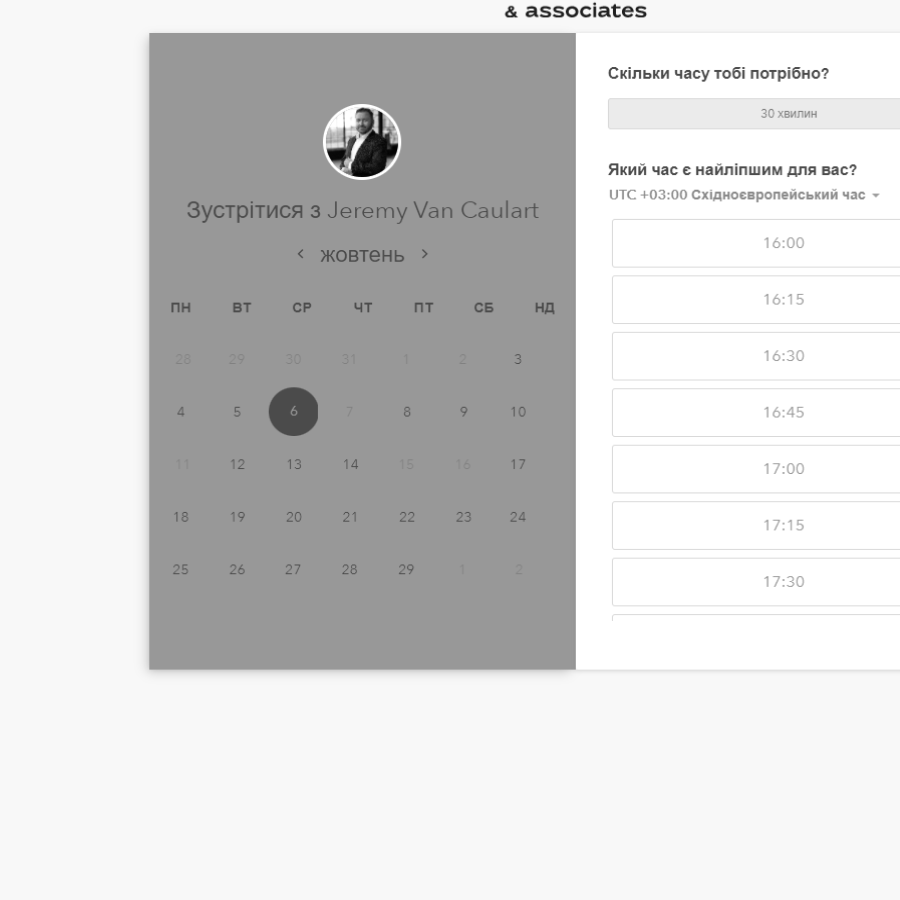 & associates
Зустрітися з Jeremy Van Caulart
жовтень
ПН ВТ СР ЧТ ПТ СБ НД
28 29 30 31 1 2 3
4 5 6 7 8 9 10
11 12 13 14 15 16 17
18 19 20 21 22 23 24
25 26 27 28 29 1 2
Скільки часу тобі потрібно?
30 хвилин
Який час є найліпшим для вас?
UTC +03:00 Східноєвропейський час
16:00
16:15
16:30
16:45
17:00
17:15
17:30